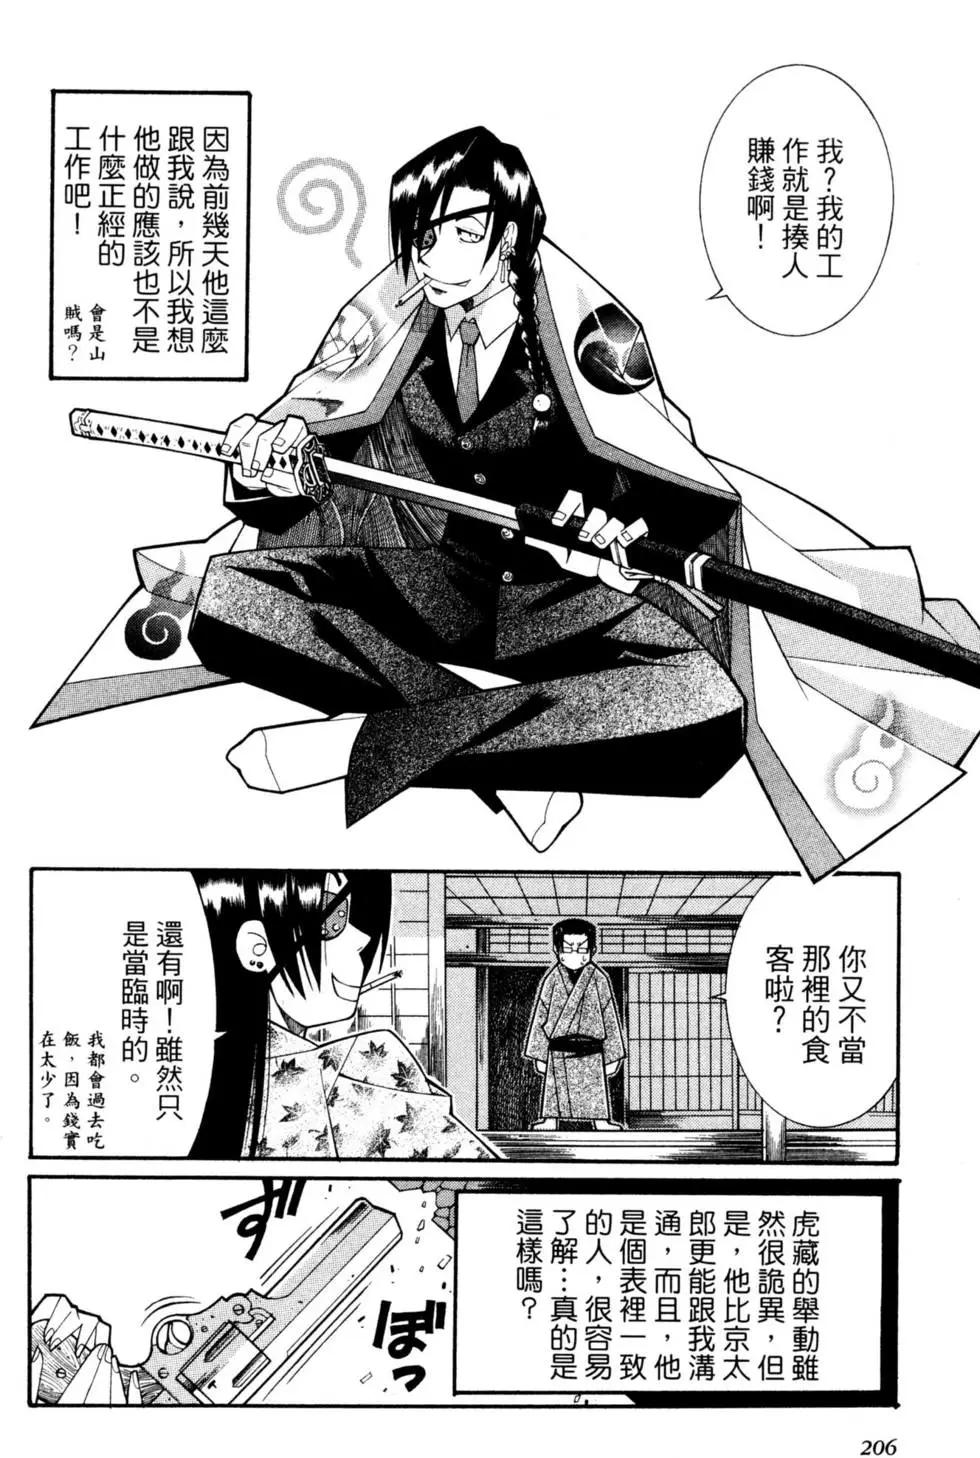 我？我的工
作就是揍人
賺錢啊！
因為前幾天他這麼
跟我說，所以我想
他做的應該也不是
什麼正經的
工作吧！
會是山
賊嗎？
你又不當
那裡的食
客啦？
還有啊！雖然只
是當臨時的。
我都會過去吃
飯，因為錢實
在太少了。
虎藏的舉動雖
然很詭異，但
是，他比京太
郎更能跟我溝
通，而且，他
是個表裡一致
的人，很容易
了解…真的是
這樣嗎？
ずっ
ぼっ
206